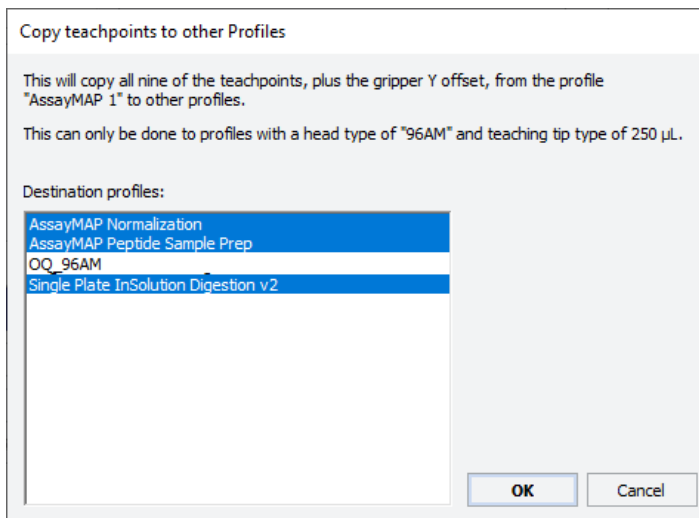 Copy teachpoints to other Profiles
This will copy all nine of the teachpoints, plus the gripper Y offset, from the profile
"AssayMAP 1" to other profiles.
This can only be done to profiles with a head type of "96AM" and teaching tip type of 250 µL.
Destination profiles:
AssayMAP Normalization
AssayMAP Peptide Sample Prep
OQ_96AM
Single Plate InSolution Digestion v2
OK Cancel